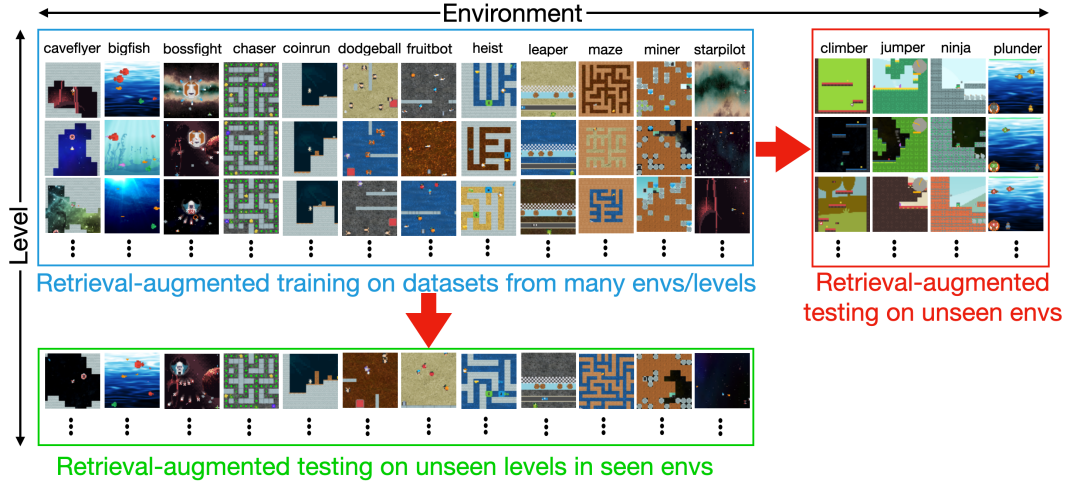 Environment
Level
caveflyer bigfish bossfight chaser coinrun dodgeball fruitbot heist leaper maze miner starpilot
climber jumper ninja plunder
Retrieval-augmented training on datasets from many envs/levels
Retrieval-augmented
testing on unseen envs
Retrieval-augmented testing on unseen levels in seen envs